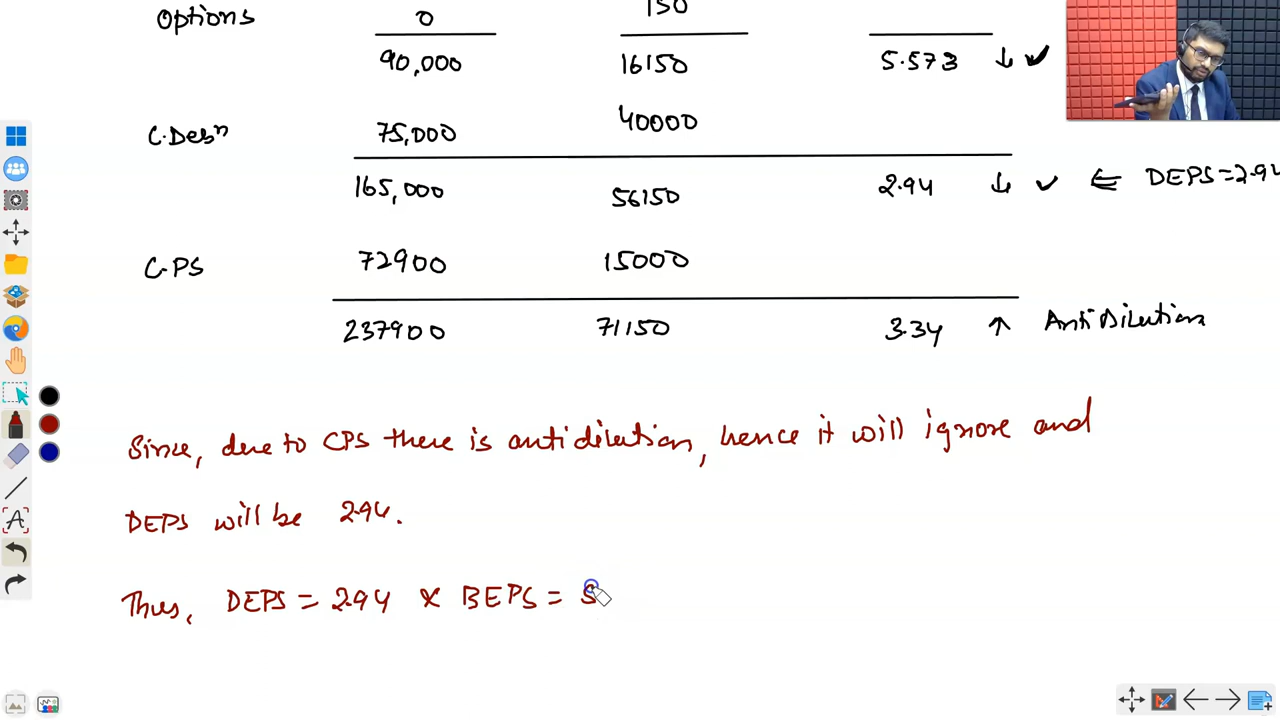 Options 0 150
90,000 16150 5.573 ↓ ✓
C.Debⁿ 75,000 40000
165,000 56150 2.94 ↓ ✓ ⇐ DEPS=2.94
C.PS 72900 15000
237900 71150 3.34 ↑ Anti Dilution
Since, due to CPS there is antidilution, hence it will ignore and
DEPS will be 2.94.
Thus, DEPS = 2.94 & BEPS =
A